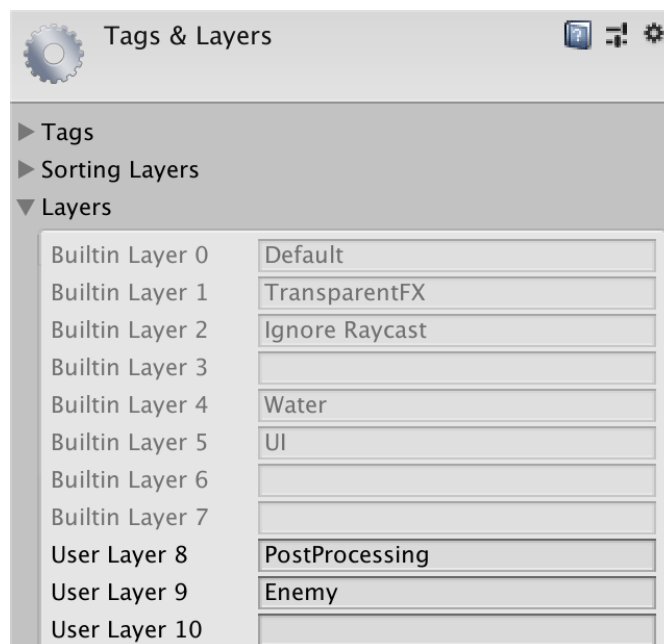 Tags & Layers
Tags
Sorting Layers
Layers
Builtin Layer 0 Default
Builtin Layer 1 TransparentFX
Builtin Layer 2 Ignore Raycast
Builtin Layer 3
Builtin Layer 4 Water
Builtin Layer 5 UI
Builtin Layer 6
Builtin Layer 7
User Layer 8 PostProcessing
User Layer 9 Enemy
User Layer 10